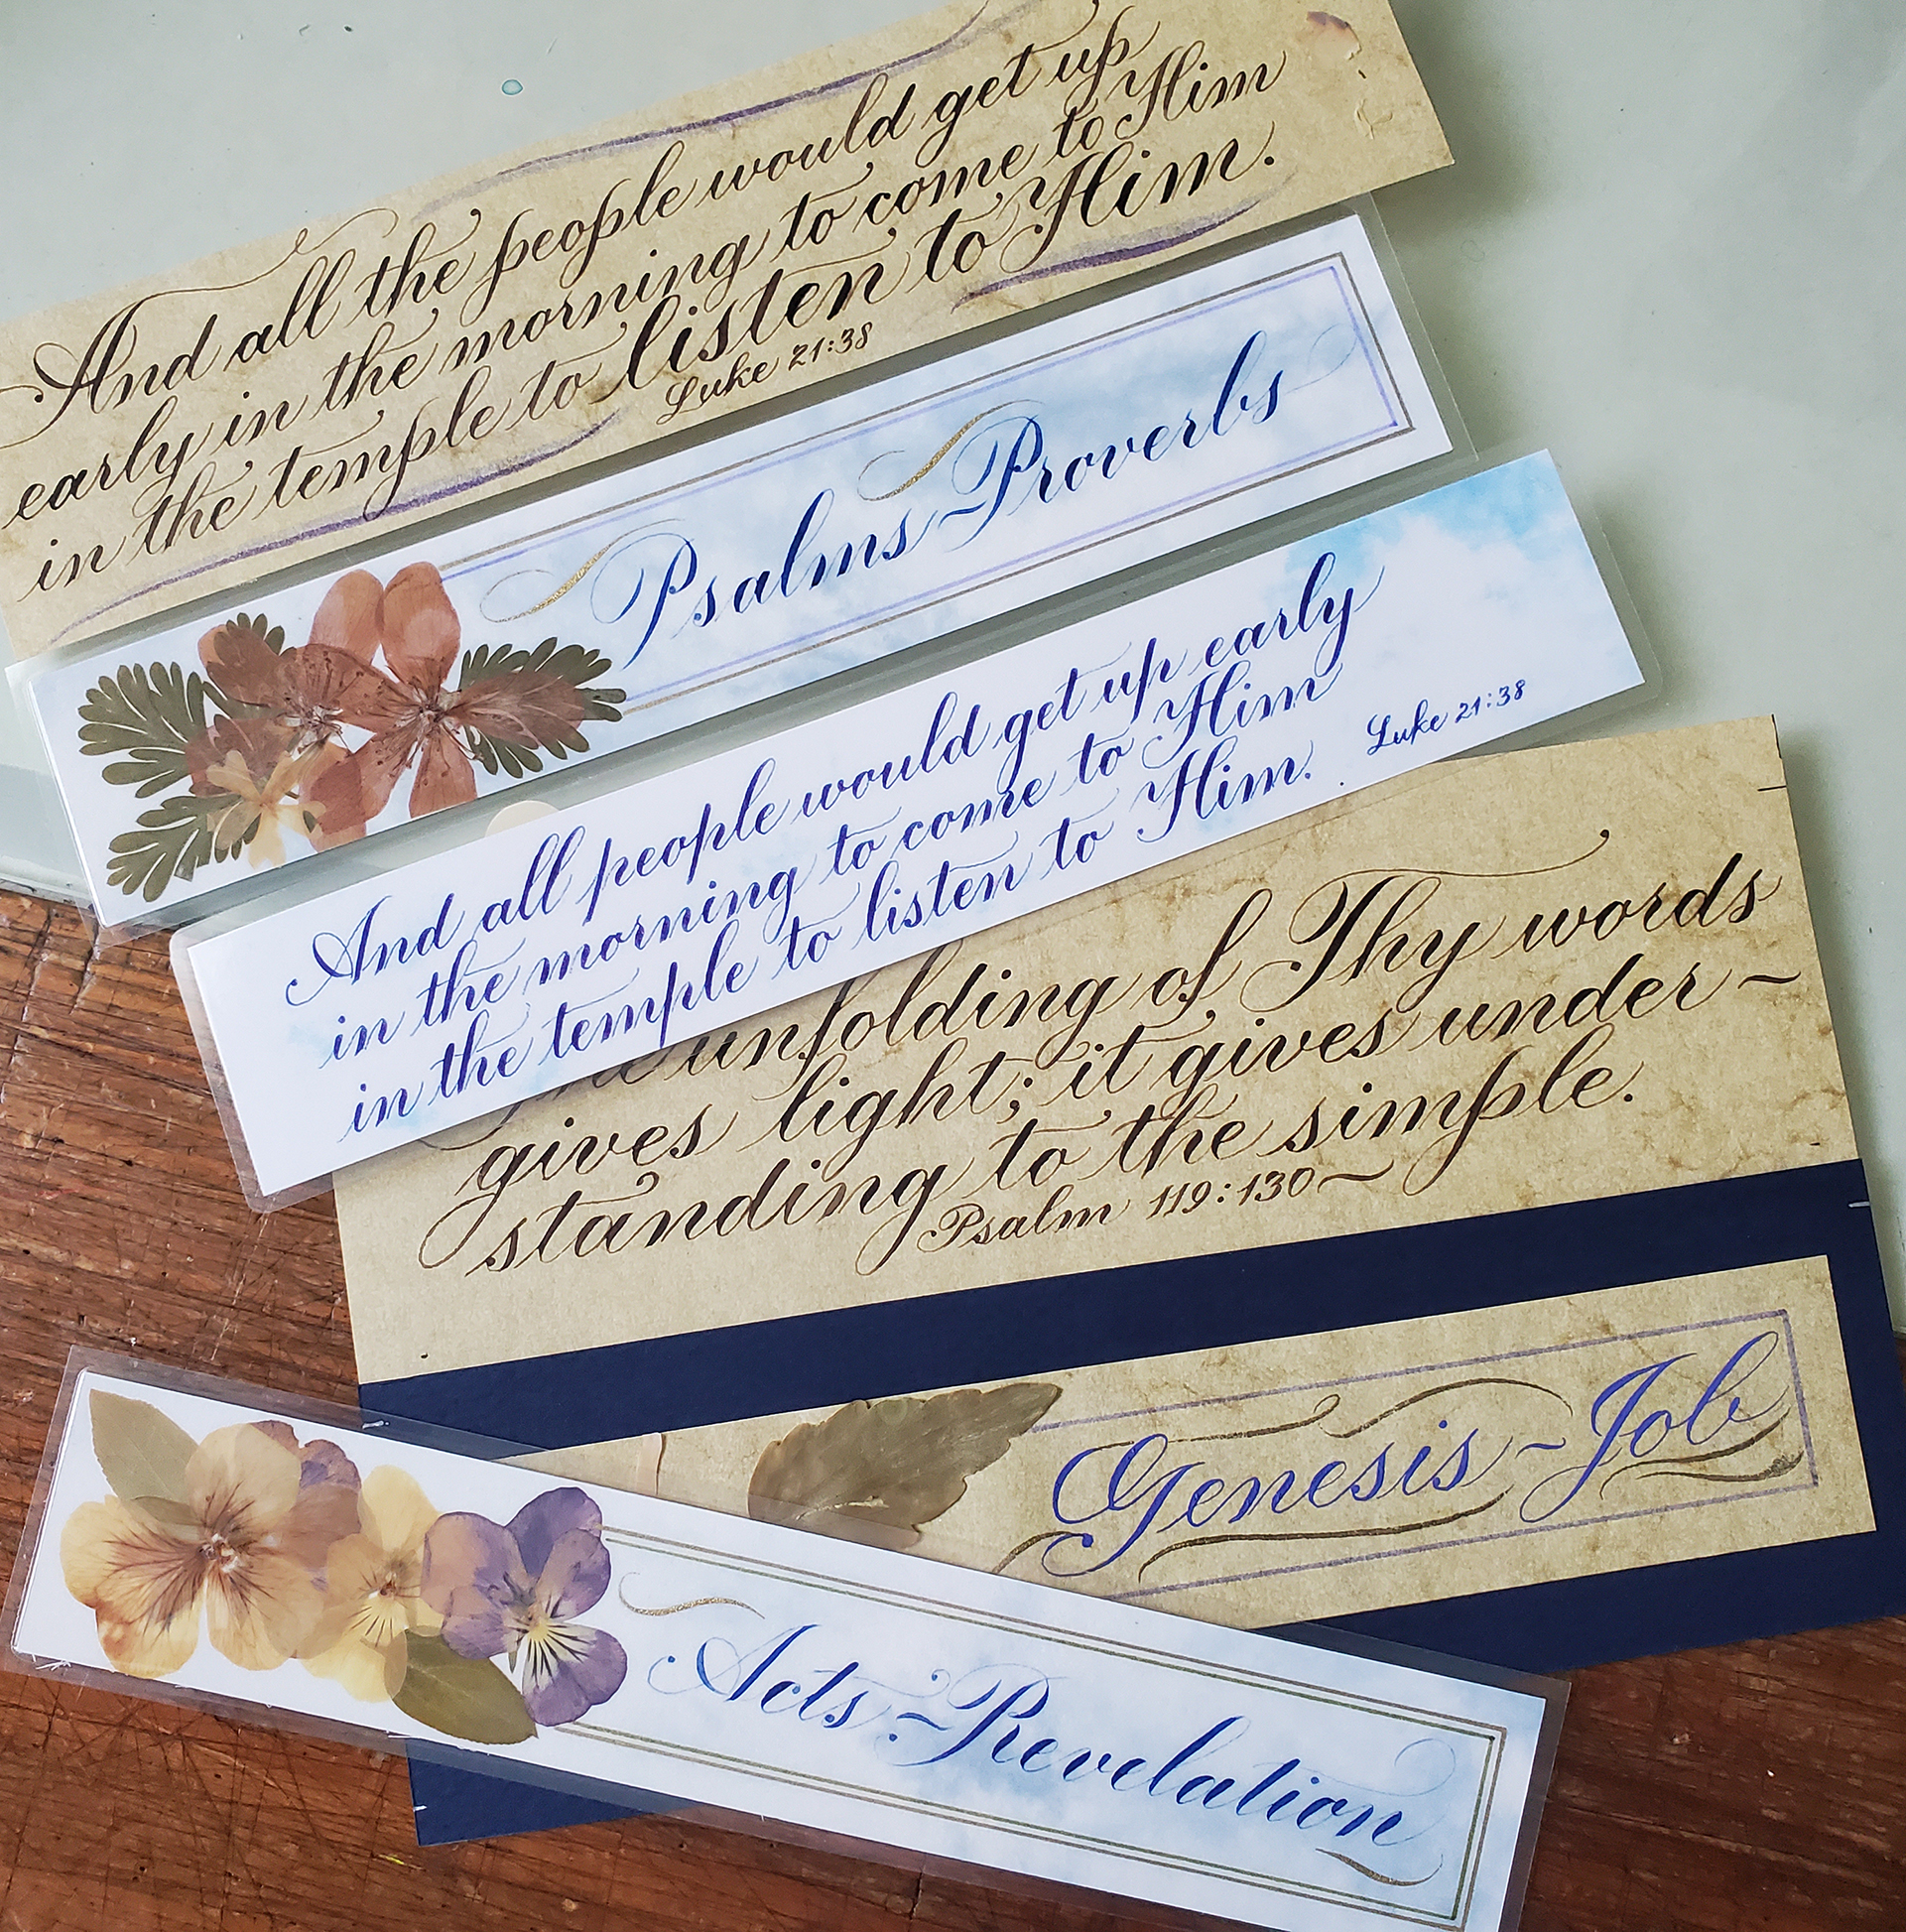 And all the people would get up
early in the morning to come to Him
in the temple to listen to Him.
Luke 21:38
Psalms~Proverbs
And all people would get up early
in the morning to come to Him
in the temple to listen to Him.
Luke 21:38
unfolding of Thy words
gives light; it gives under~
standing to the simple.
Psalm 119:130~
Genesis~Job
Acts~Revelation